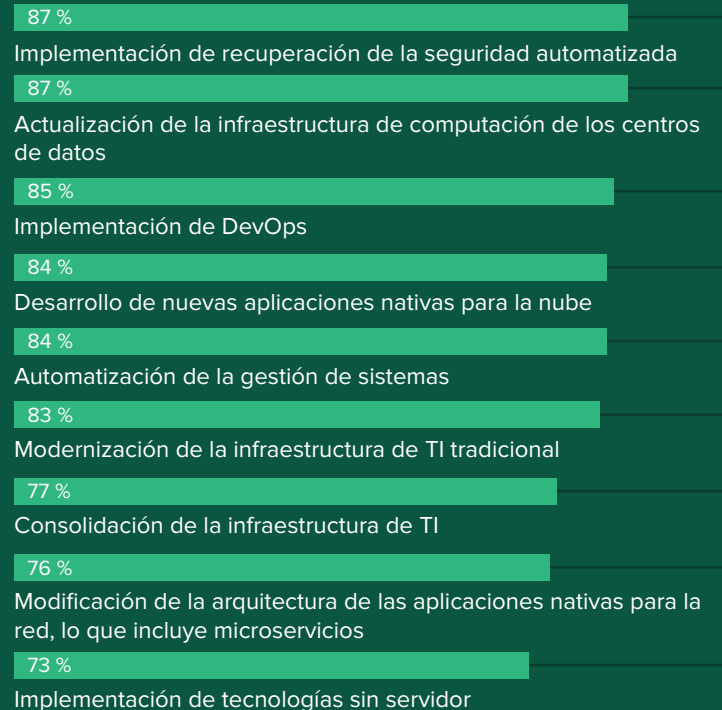 87 %
Implementación de recuperación de la seguridad automatizada
87 %
Actualización de la infraestructura de computación de los centros
de datos
85 %
Implementación de DevOps
84 %
Desarrollo de nuevas aplicaciones nativas para la nube
84 %
Automatización de la gestión de sistemas
83 %
Modernización de la infraestructura de TI tradicional
77 %
Consolidación de la infraestructura de TI
76 %
Modificación de la arquitectura de las aplicaciones nativas para la
red, lo que incluye microservicios
73 %
Implementación de tecnologías sin servidor